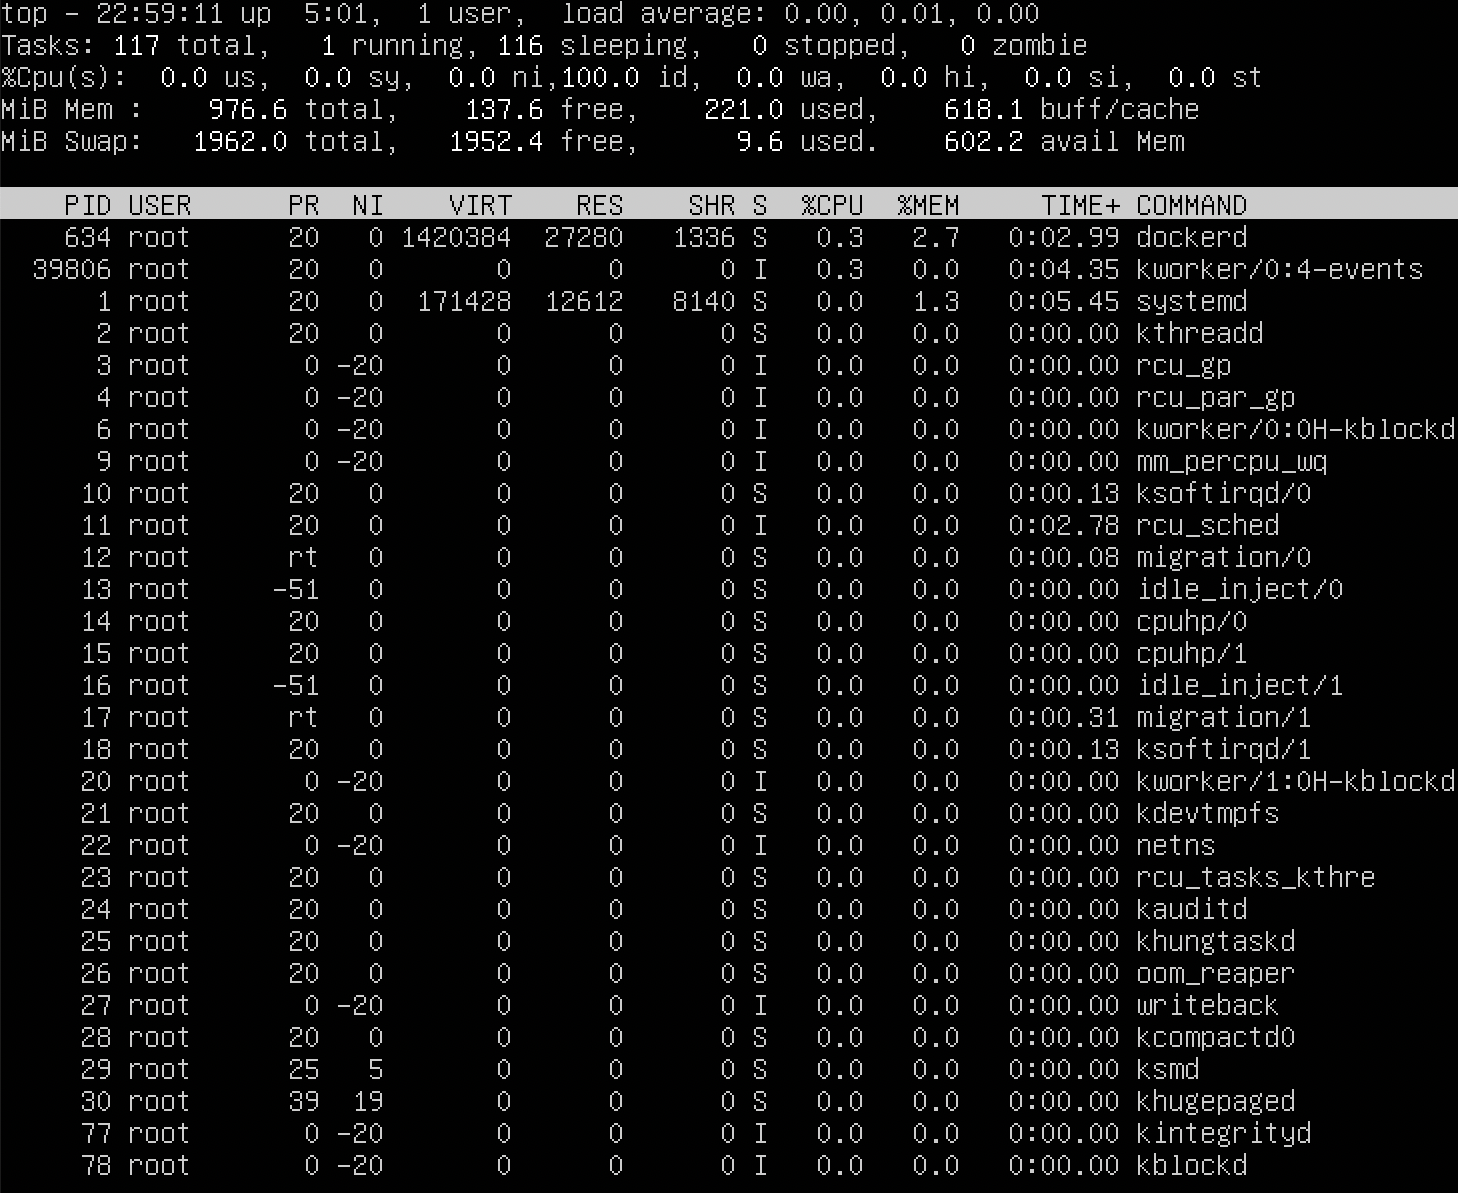 top - 22:59:11 up  5:01,  1 user,  load average: 0.00, 0.01, 0.00
Tasks: 117 total,   1 running, 116 sleeping,   0 stopped,   0 zombie
%Cpu(s):  0.0 us,  0.0 sy,  0.0 ni,100.0 id,  0.0 wa,  0.0 hi,  0.0 si,  0.0 st
MiB Mem :    976.6 total,    137.6 free,    221.0 used,    618.1 buff/cache
MiB Swap:   1962.0 total,   1952.4 free,      9.6 used.    602.2 avail Mem
    PID USER      PR  NI    VIRT    RES    SHR S  %CPU  %MEM     TIME+ COMMAND
    634 root      20   0 1420384  27280   1336 S   0.3   2.7   0:02.99 dockerd
  39806 root      20   0       0      0      0 I   0.3   0.0   0:04.35 kworker/0:4-events
      1 root      20   0  171428  12612   8140 S   0.0   1.3   0:05.45 systemd
      2 root      20   0       0      0      0 S   0.0   0.0   0:00.00 kthreadd
      3 root       0 -20       0      0      0 I   0.0   0.0   0:00.00 rcu_gp
      4 root       0 -20       0      0      0 I   0.0   0.0   0:00.00 rcu_par_gp
      6 root       0 -20       0      0      0 I   0.0   0.0   0:00.00 kworker/0:0H-kblockd
      9 root       0 -20       0      0      0 I   0.0   0.0   0:00.00 mm_percpu_wq
     10 root      20   0       0      0      0 S   0.0   0.0   0:00.13 ksoftirqd/0
     11 root      20   0       0      0      0 I   0.0   0.0   0:02.78 rcu_sched
     12 root      rt   0       0      0      0 S   0.0   0.0   0:00.08 migration/0
     13 root     -51   0       0      0      0 S   0.0   0.0   0:00.00 idle_inject/0
     14 root      20   0       0      0      0 S   0.0   0.0   0:00.00 cpuhp/0
     15 root      20   0       0      0      0 S   0.0   0.0   0:00.00 cpuhp/1
     16 root     -51   0       0      0      0 S   0.0   0.0   0:00.00 idle_inject/1
     17 root      rt   0       0      0      0 S   0.0   0.0   0:00.31 migration/1
     18 root      20   0       0      0      0 S   0.0   0.0   0:00.13 ksoftirqd/1
     20 root       0 -20       0      0      0 I   0.0   0.0   0:00.00 kworker/1:0H-kblockd
     21 root      20   0       0      0      0 S   0.0   0.0   0:00.00 kdevtmpfs
     22 root       0 -20       0      0      0 I   0.0   0.0   0:00.00 netns
     23 root      20   0       0      0      0 S   0.0   0.0   0:00.00 rcu_tasks_kthre
     24 root      20   0       0      0      0 S   0.0   0.0   0:00.00 kauditd
     25 root      20   0       0      0      0 S   0.0   0.0   0:00.00 khungtaskd
     26 root      20   0       0      0      0 S   0.0   0.0   0:00.00 oom_reaper
     27 root       0 -20       0      0      0 I   0.0   0.0   0:00.00 writeback
     28 root      20   0       0      0      0 S   0.0   0.0   0:00.00 kcompactd0
     29 root      25   5       0      0      0 S   0.0   0.0   0:00.00 ksmd
     30 root      39  19       0      0      0 S   0.0   0.0   0:00.00 khugepaged
     77 root       0 -20       0      0      0 I   0.0   0.0   0:00.00 kintegrityd
     78 root       0 -20       0      0      0 I   0.0   0.0   0:00.00 kblockd